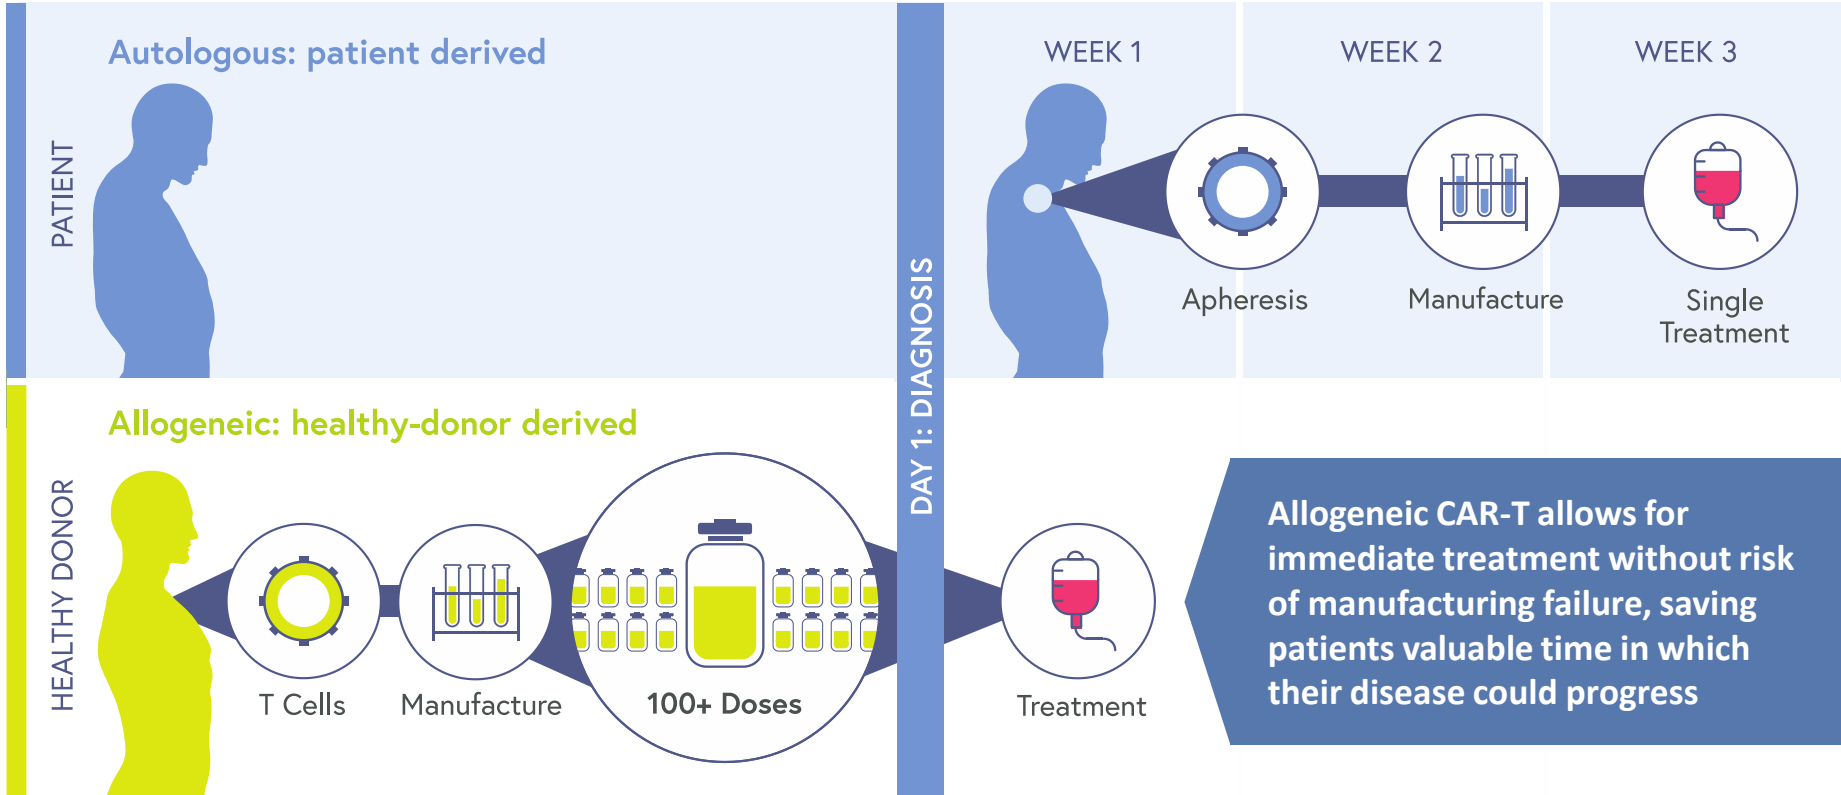 Autologous: patient derived
PATIENT
DAY 1: DIAGNOSIS
WEEK 1
WEEK 2
WEEK 3
Apheresis
Manufacture
Single
Treatment
Allogeneic: healthy-donor derived
HEALTHY DONOR
T Cells
Manufacture
100+ Doses
Treatment
Allogeneic CAR-T allows for
immediate treatment without risk
of manufacturing failure, saving
patients valuable time in which
their disease could progress